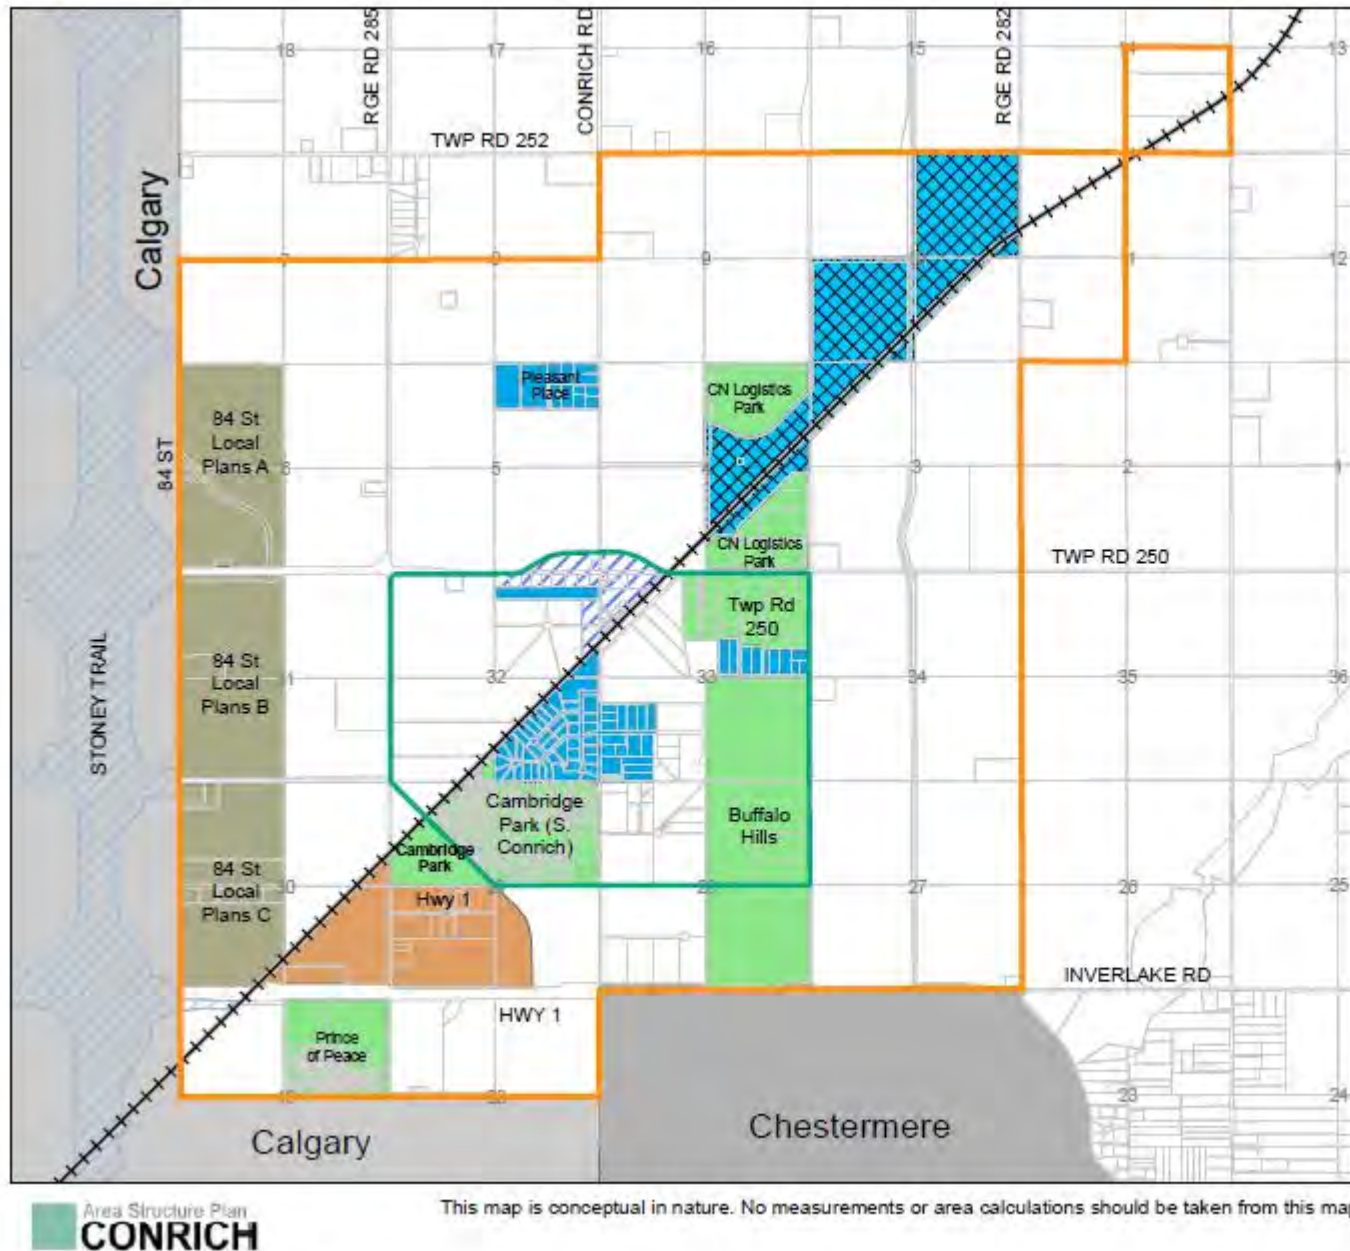 RGE RD 285
CONRICH RD
RGE RD 282
18
17
16
15
13
TWP RD 252
Calgary
7
8
9
12
Pleasant
Place
CN Logistics
Park
84 St
Local
Plans A
84 ST
6
5
4
3
2
1
CN Logistics
Park
TWP RD 250
Twp Rd
250
84 St
Local
Plans B
STONEY TRAIL
32
33
34
35
36
Cambridge
Park (S.
Conrich)
Buffalo
Hills
Cambridge
Park
84 St
Local
Plans C
Hwy 1
30
27
26
25
INVERLAKE RD
HWY 1
Prince
of Peace
23
24
Calgary
Chestermere
Area Structure Plan
CONRICH
This map is conceptual in nature. No measurements or area calculations should be taken from this map